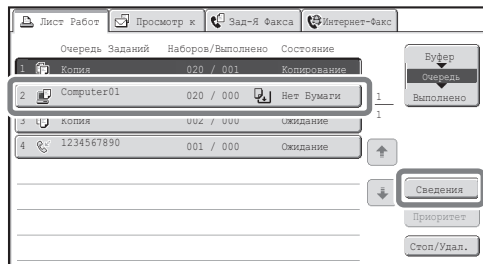 Лист Работ Просмотр к Зад-Я Факса Интернет-Факс
Очередь Заданий Наборов/Выполнено Состояние
1 Копия 020 / 001 Копирование
2 Computer01 020 / 000 Нет Бумаги
3 Копия 002 / 000 Ожидание
4 1234567890 001 / 000 Ожидание
1
1
Буфер
Очередь
Выполнено
Сведения
Приоритет
Стоп/Удал.